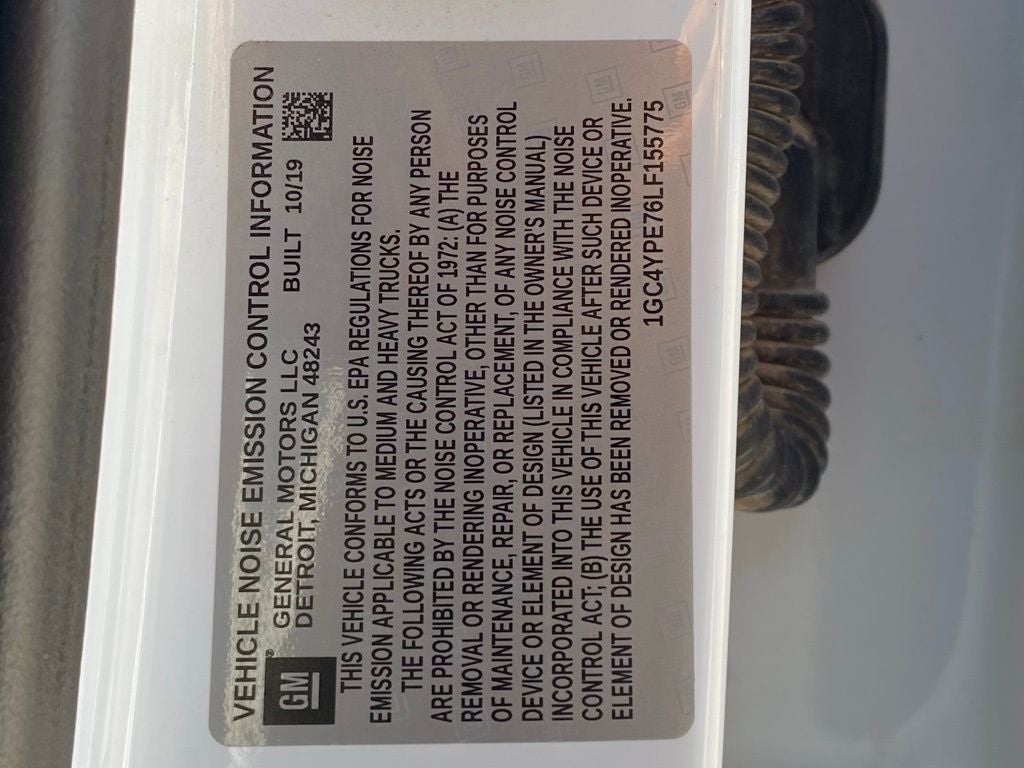 VEHICLE NOISE EMISSION CONTROL INFORMATION
GM® GENERAL MOTORS LLC BUILT 10/19
DETROIT, MICHIGAN 48243
THIS VEHICLE CONFORMS TO U.S. EPA REGULATIONS FOR NOISE
EMISSION APPLICABLE TO MEDIUM AND HEAVY TRUCKS.
THE FOLLOWING ACTS OR THE CAUSING THEREOF BY ANY PERSON
ARE PROHIBITED BY THE NOISE CONTROL ACT OF 1972: (A) THE
REMOVAL OR RENDERING INOPERATIVE, OTHER THAN FOR PURPOSES
OF MAINTENANCE, REPAIR, OR REPLACEMENT, OF ANY NOISE CONTROL
DEVICE OR ELEMENT OF DESIGN (LISTED IN THE OWNER'S MANUAL)
INCORPORATED INTO THIS VEHICLE IN COMPLIANCE WITH THE NOISE
CONTROL ACT; (B) THE USE OF THIS VEHICLE AFTER SUCH DEVICE OR
ELEMENT OF DESIGN HAS BEEN REMOVED OR RENDERED INOPERATIVE.
1GC4YPE76LF155775